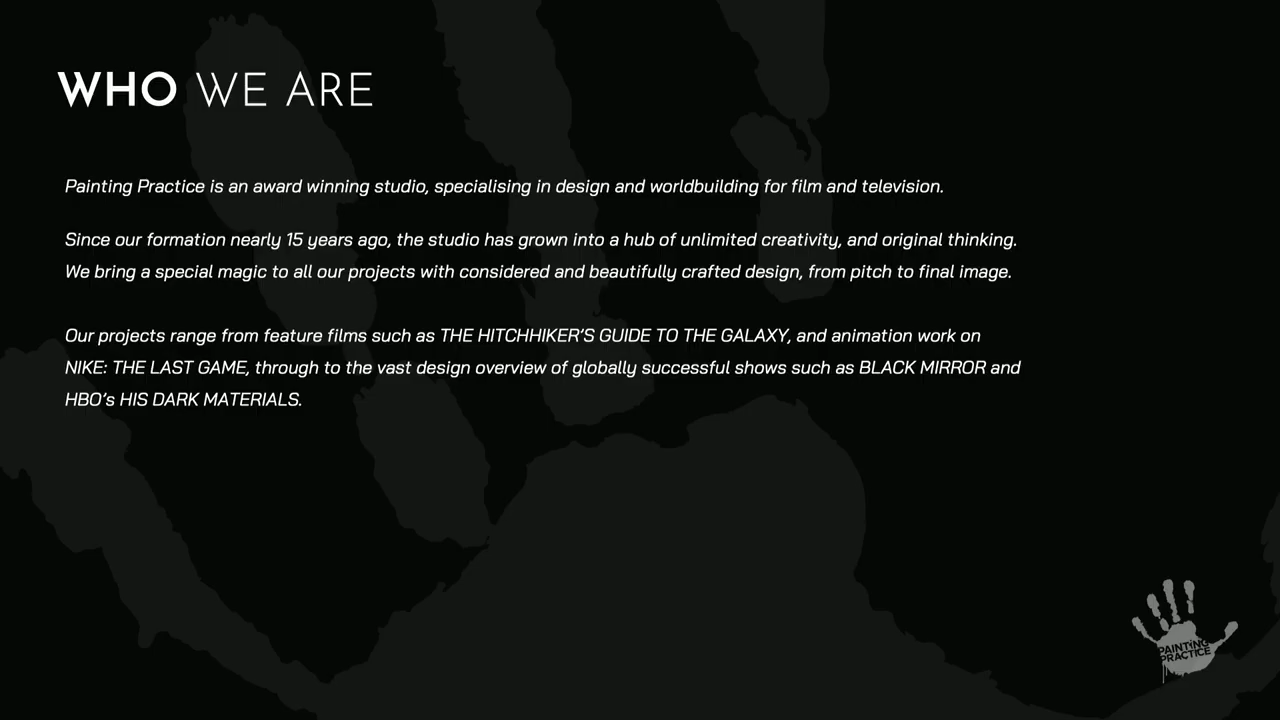 WHO WE ARE
Painting Practice is an award winning studio, specialising in design and worldbuilding for film and television.
Since our formation nearly 15 years ago, the studio has grown into a hub of unlimited creativity, and original thinking.
We bring a special magic to all our projects with considered and beautifully crafted design, from pitch to final image.
Our projects range from feature films such as THE HITCHHIKER’S GUIDE TO THE GALAXY, and animation work on
NIKE: THE LAST GAME, through to the vast design overview of globally successful shows such as BLACK MIRROR and
HBO’s HIS DARK MATERIALS.
PAINTING
PRACTICE